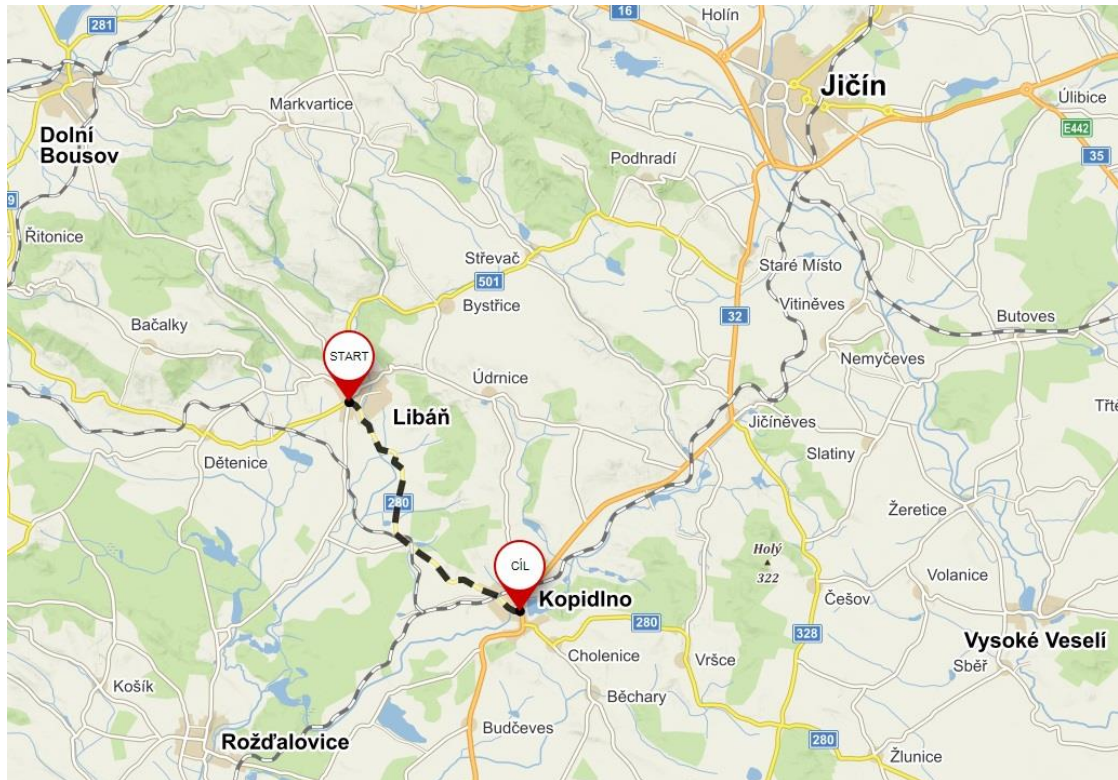 281
16
Holín
Markvartice
Jičín
Úlibice
E442
35
Dolní
Bousov
Podhradí
9
Řitonice
Střevač
501
Bystřice
Staré Místo
Vitiněves
32
Butoves
Bačalky
START
Nemyčeves
Údrnice
Libáň
Jičíněves
Třtě
Dětenice
Slatiny
280
Žeretice
CÍL
Holý
322
Volanice
Kopidlno
Češov
280
328
Vysoké Veselí
Cholenice
Vršce
Sběř
Košík
Běchary
Budčeves
Rožďalovice
280
Žlunice